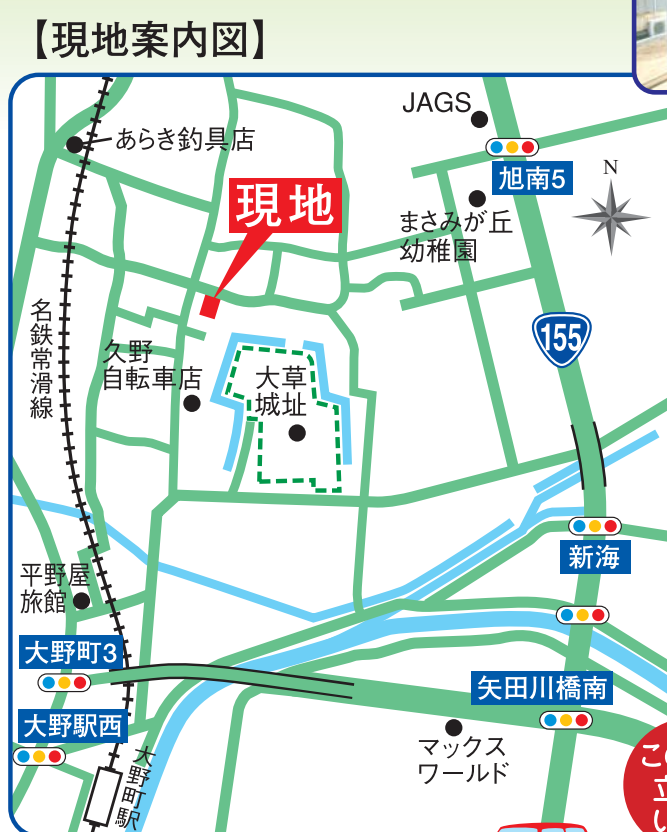 【現地案内図】
JAGS
あらき釣具店
旭南5
N
現地
まさみが丘
幼稚園
名鉄常滑線
155
久野
自転車店
大草
城址
新海
平野屋
旅館
大野町3
矢田川橋南
大野駅西
マックス
ワールド
大野町駅